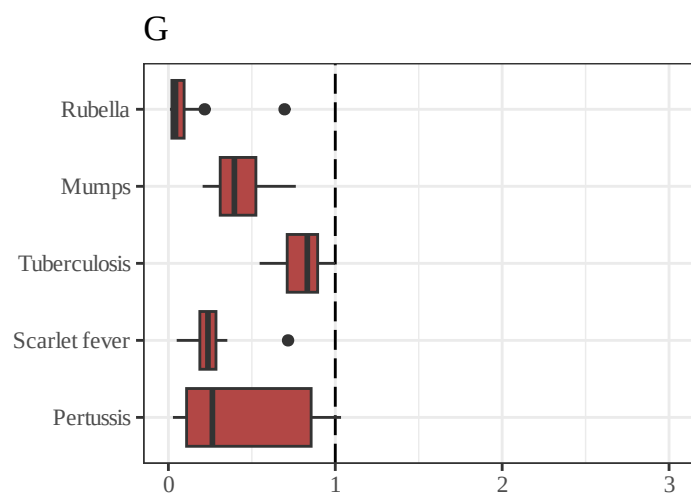 G
Rubella
Mumps
Tuberculosis
Scarlet fever
Pertussis
0 1 2 3